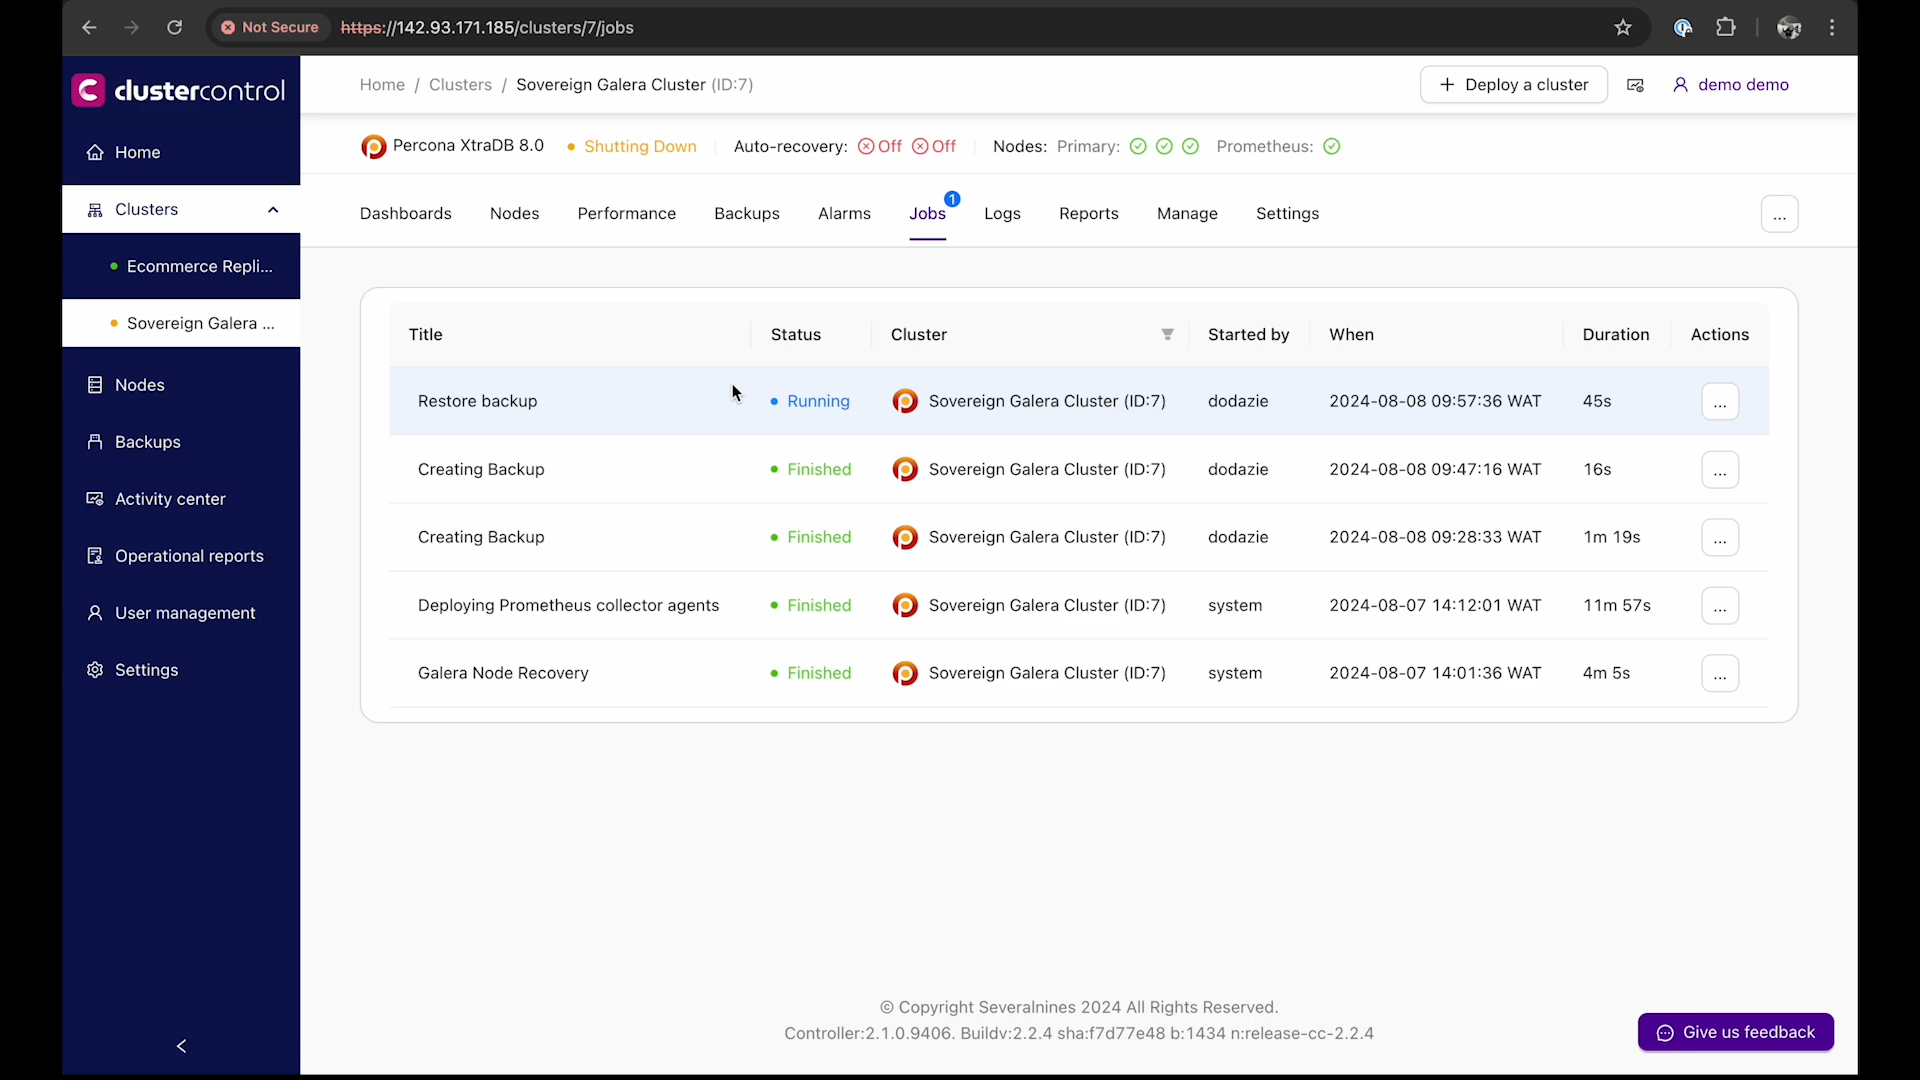 Not Secure https://142.93.171.185/clusters/7/jobs
clustercontrol
Home / Clusters / Sovereign Galera Cluster (ID:7)
Deploy a cluster
demo demo
Home
Clusters
Ecommerce Repli...
Sovereign Galera ...
Nodes
Backups
Activity center
Operational reports
User management
Settings
Percona XtraDB 8.0 Shutting Down Auto-recovery: Off Off Nodes: Primary: Prometheus:
Dashboards Nodes Performance Backups Alarms Jobs 1 Logs Reports Manage Settings ...
Title Status Cluster Started by When Duration Actions
Restore backup Running Sovereign Galera Cluster (ID:7) dodazie 2024-08-08 09:57:36 WAT 45s ...
Creating Backup Finished Sovereign Galera Cluster (ID:7) dodazie 2024-08-08 09:47:16 WAT 16s ...
Creating Backup Finished Sovereign Galera Cluster (ID:7) dodazie 2024-08-08 09:28:33 WAT 1m 19s ...
Deploying Prometheus collector agents Finished Sovereign Galera Cluster (ID:7) system 2024-08-07 14:12:01 WAT 11m 57s ...
Galera Node Recovery Finished Sovereign Galera Cluster (ID:7) system 2024-08-07 14:01:36 WAT 4m 5s ...
© Copyright Severalnines 2024 All Rights Reserved.
Controller:2.1.0.9406. Buildv:2.2.4 sha:f7d77e48 b:1434 n:release-cc-2.2.4
Give us feedback